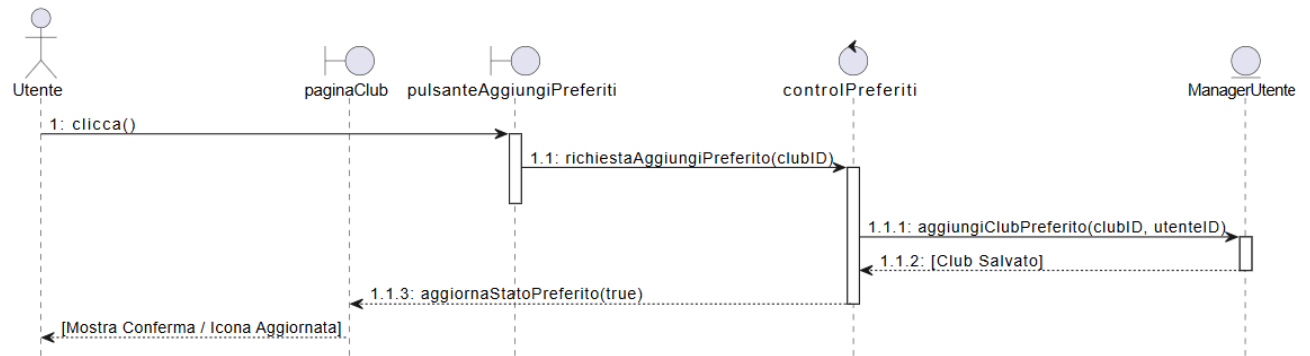 Utente
paginaClub
pulsanteAggiungiPreferiti
controlPreferiti
ManagerUtente
1: clicca()
1.1: richiestaAggiungiPreferito(clubID)
1.1.1: aggiungiClubPreferito(clubID, utenteID)
1.1.2: [Club Salvato]
1.1.3: aggiornaStatoPreferito(true)
[Mostra Conferma / Icona Aggiornata]